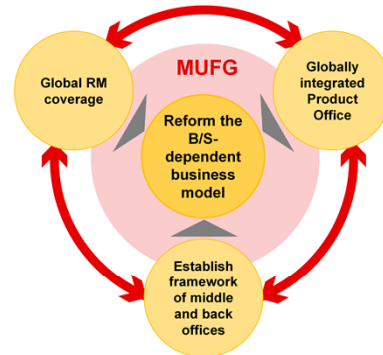 MUFG
Global RM
coverage
Globally
integrated
Product
Office
Reform the
B/S-
dependent
business
model
Establish
framework
of middle
and back
offices